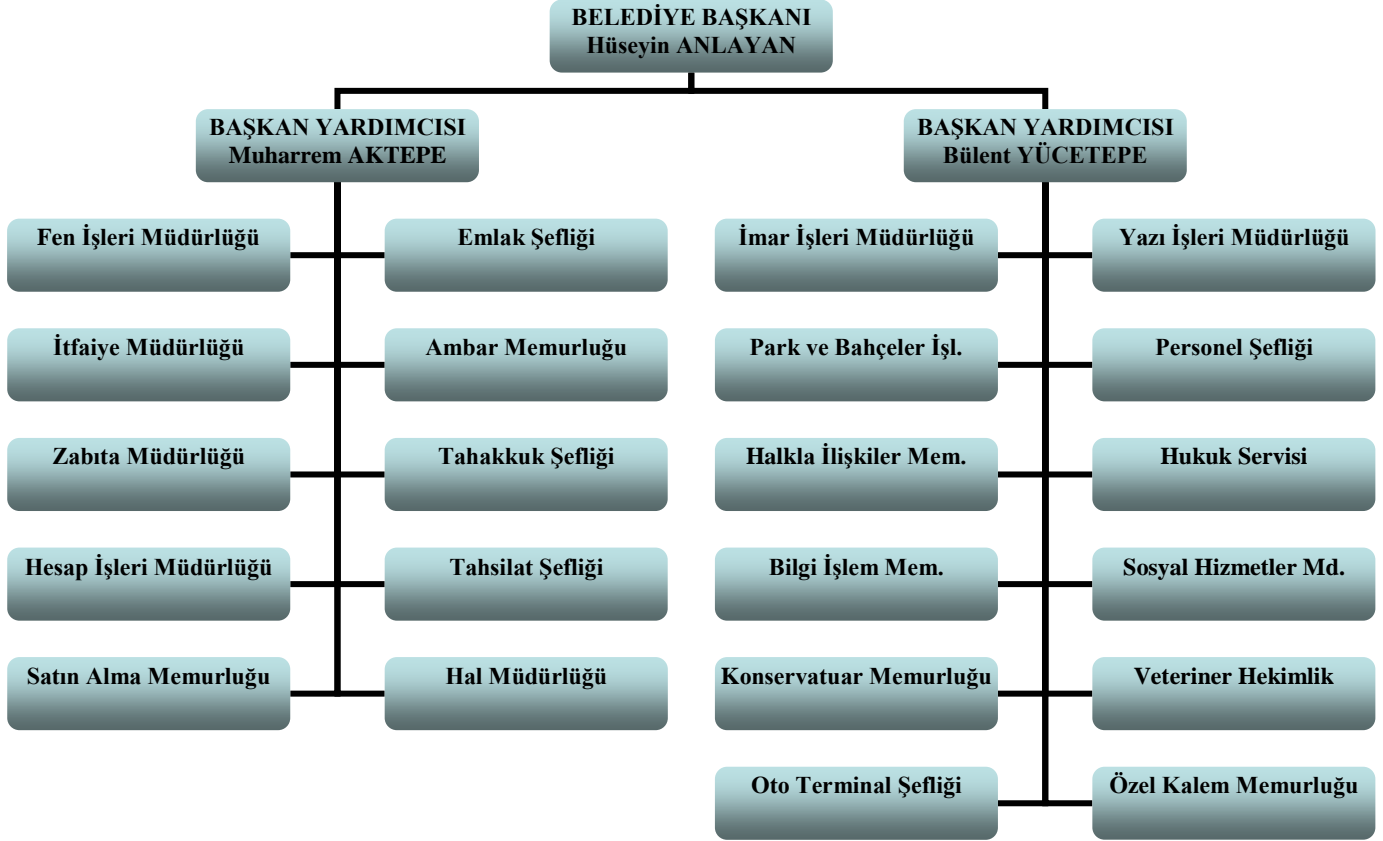 BELEDİYE BAŞKANI
Hüseyin ANLAYAN
BAŞKAN YARDIMCISI
Muharrem AKTEPE
BAŞKAN YARDIMCISI
Bülent YÜCETEPE
Fen İşleri Müdürlüğü
Emlak Şefliği
İmar İşleri Müdürlüğü
Yazı İşleri Müdürlüğü
İtfaiye Müdürlüğü
Ambar Memurluğu
Park ve Bahçeler İşl.
Personel Şefliği
Zabıta Müdürlüğü
Tahakkuk Şefliği
Halkla İlişkiler Mem.
Hukuk Servisi
Hesap İşleri Müdürlüğü
Tahsilat Şefliği
Bilgi İşlem Mem.
Sosyal Hizmetler Md.
Satın Alma Memurluğu
Hal Müdürlüğü
Konservatuar Memurluğu
Veteriner Hekimlik
Oto Terminal Şefliği
Özel Kalem Memurluğu